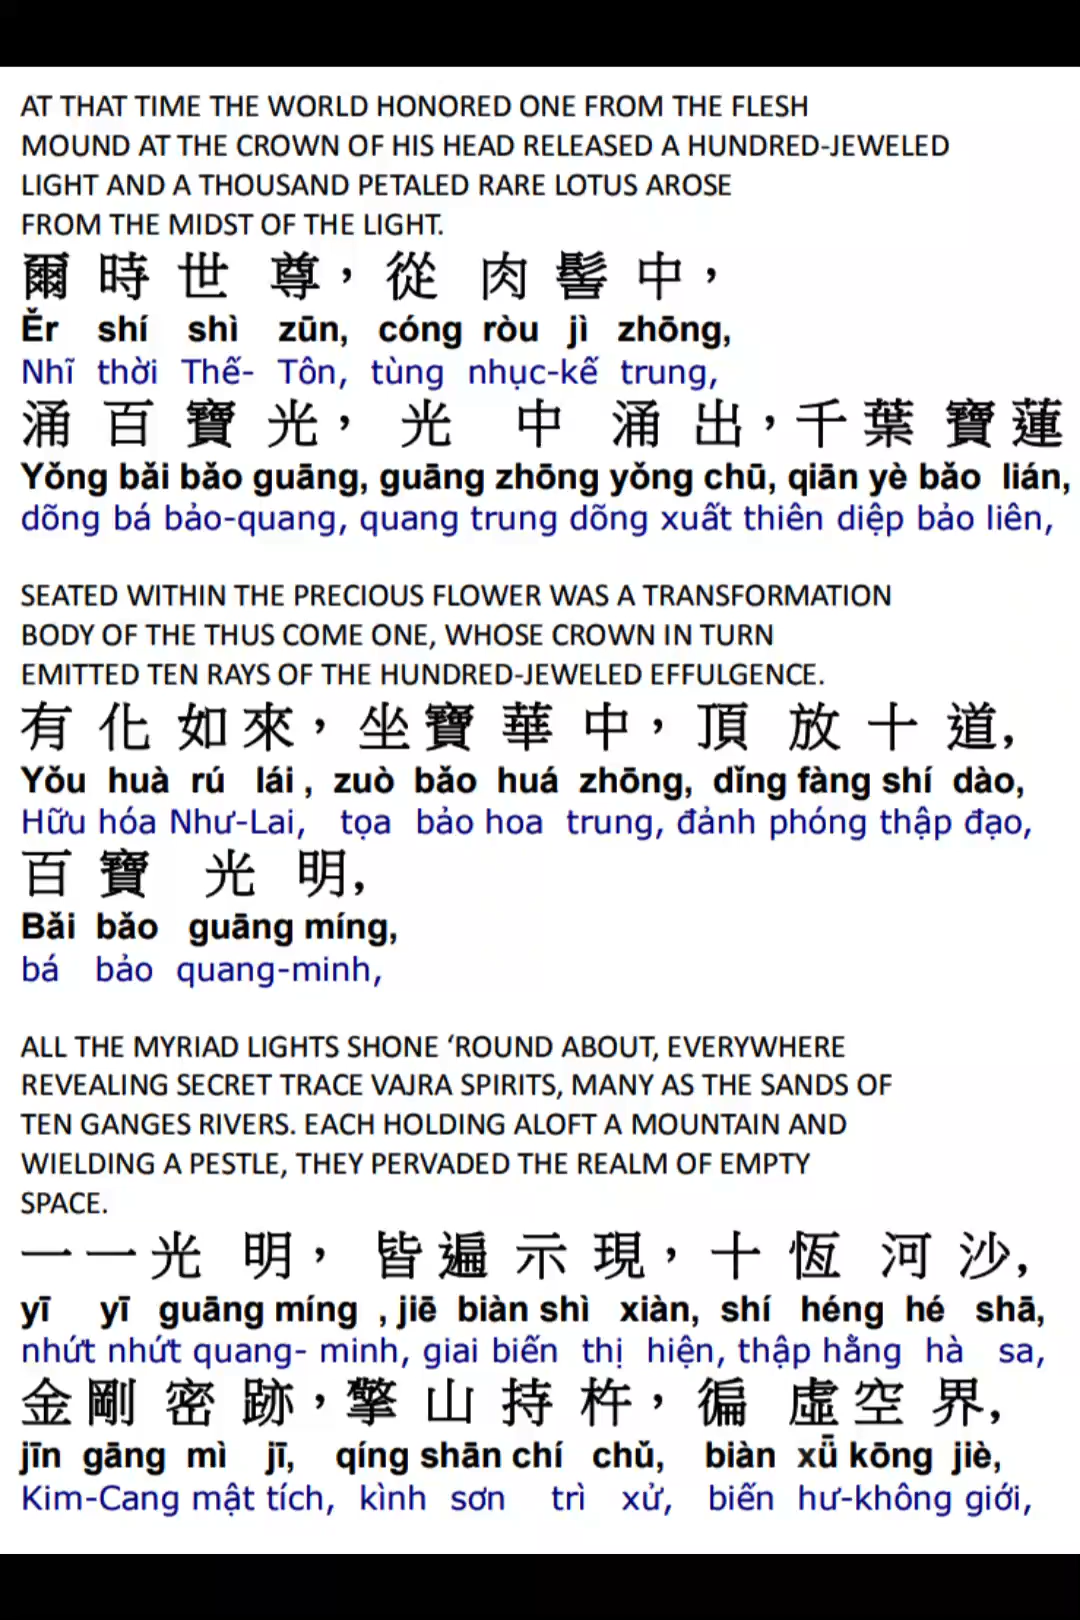 AT THAT TIME THE WORLD HONORED ONE FROM THE FLESH
MOUND AT THE CROWN OF HIS HEAD RELEASED A HUNDRED-JEWELED
LIGHT AND A THOUSAND PETALED RARE LOTUS AROSE
FROM THE MIDST OF THE LIGHT.
爾 時 世 尊，從 肉 髻 中，
Ěr shí shì zūn, cóng ròu jì zhōng,
Nhĩ thời Thế- Tôn, tùng nhục-kế trung,
涌 百 寶 光，光 中 涌 出，千 葉 寶 蓮
Yǒng bǎi bǎo guāng, guāng zhōng yǒng chū, qiān yè bǎo lián,
dõng bá bảo-quang, quang trung dõng xuất thiên diệp bảo liên,
SEATED WITHIN THE PRECIOUS FLOWER WAS A TRANSFORMATION
BODY OF THE THUS COME ONE, WHOSE CROWN IN TURN
EMITTED TEN RAYS OF THE HUNDRED-JEWELED EFFULGENCE.
有 化 如 來，坐 寶 華 中，頂 放 十 道,
Yǒu huà rú lái , zuò bǎo huá zhōng, dǐng fàng shí dào,
Hữu hóa Như-Lai, tọa bảo hoa trung, đảnh phóng thập đạo,
百 寶 光 明,
Bǎi bǎo guāng míng,
bá bảo quang-minh,
ALL THE MYRIAD LIGHTS SHONE ‘ROUND ABOUT, EVERYWHERE
REVEALING SECRET TRACE VAJRA SPIRITS, MANY AS THE SANDS OF
TEN GANGES RIVERS. EACH HOLDING ALOFT A MOUNTAIN AND
WIELDING A PESTLE, THEY PERVADED THE REALM OF EMPTY
SPACE.
一 一 光 明，皆 遍 示 現，十 恆 河 沙,
yī yī guāng míng , jiē biàn shì xiàn, shí héng hé shā,
nhứt nhứt quang- minh, giai biến thị hiện, thập hằng hà sa,
金 剛 密 跡，擎 山 持 杵，徧 虛 空 界,
jīn gāng mì jī, qíng shān chí chǔ, biàn xǖ kōng jiè,
Kim-Cang mật tích, kình sơn trì xử, biến hư-không giới,